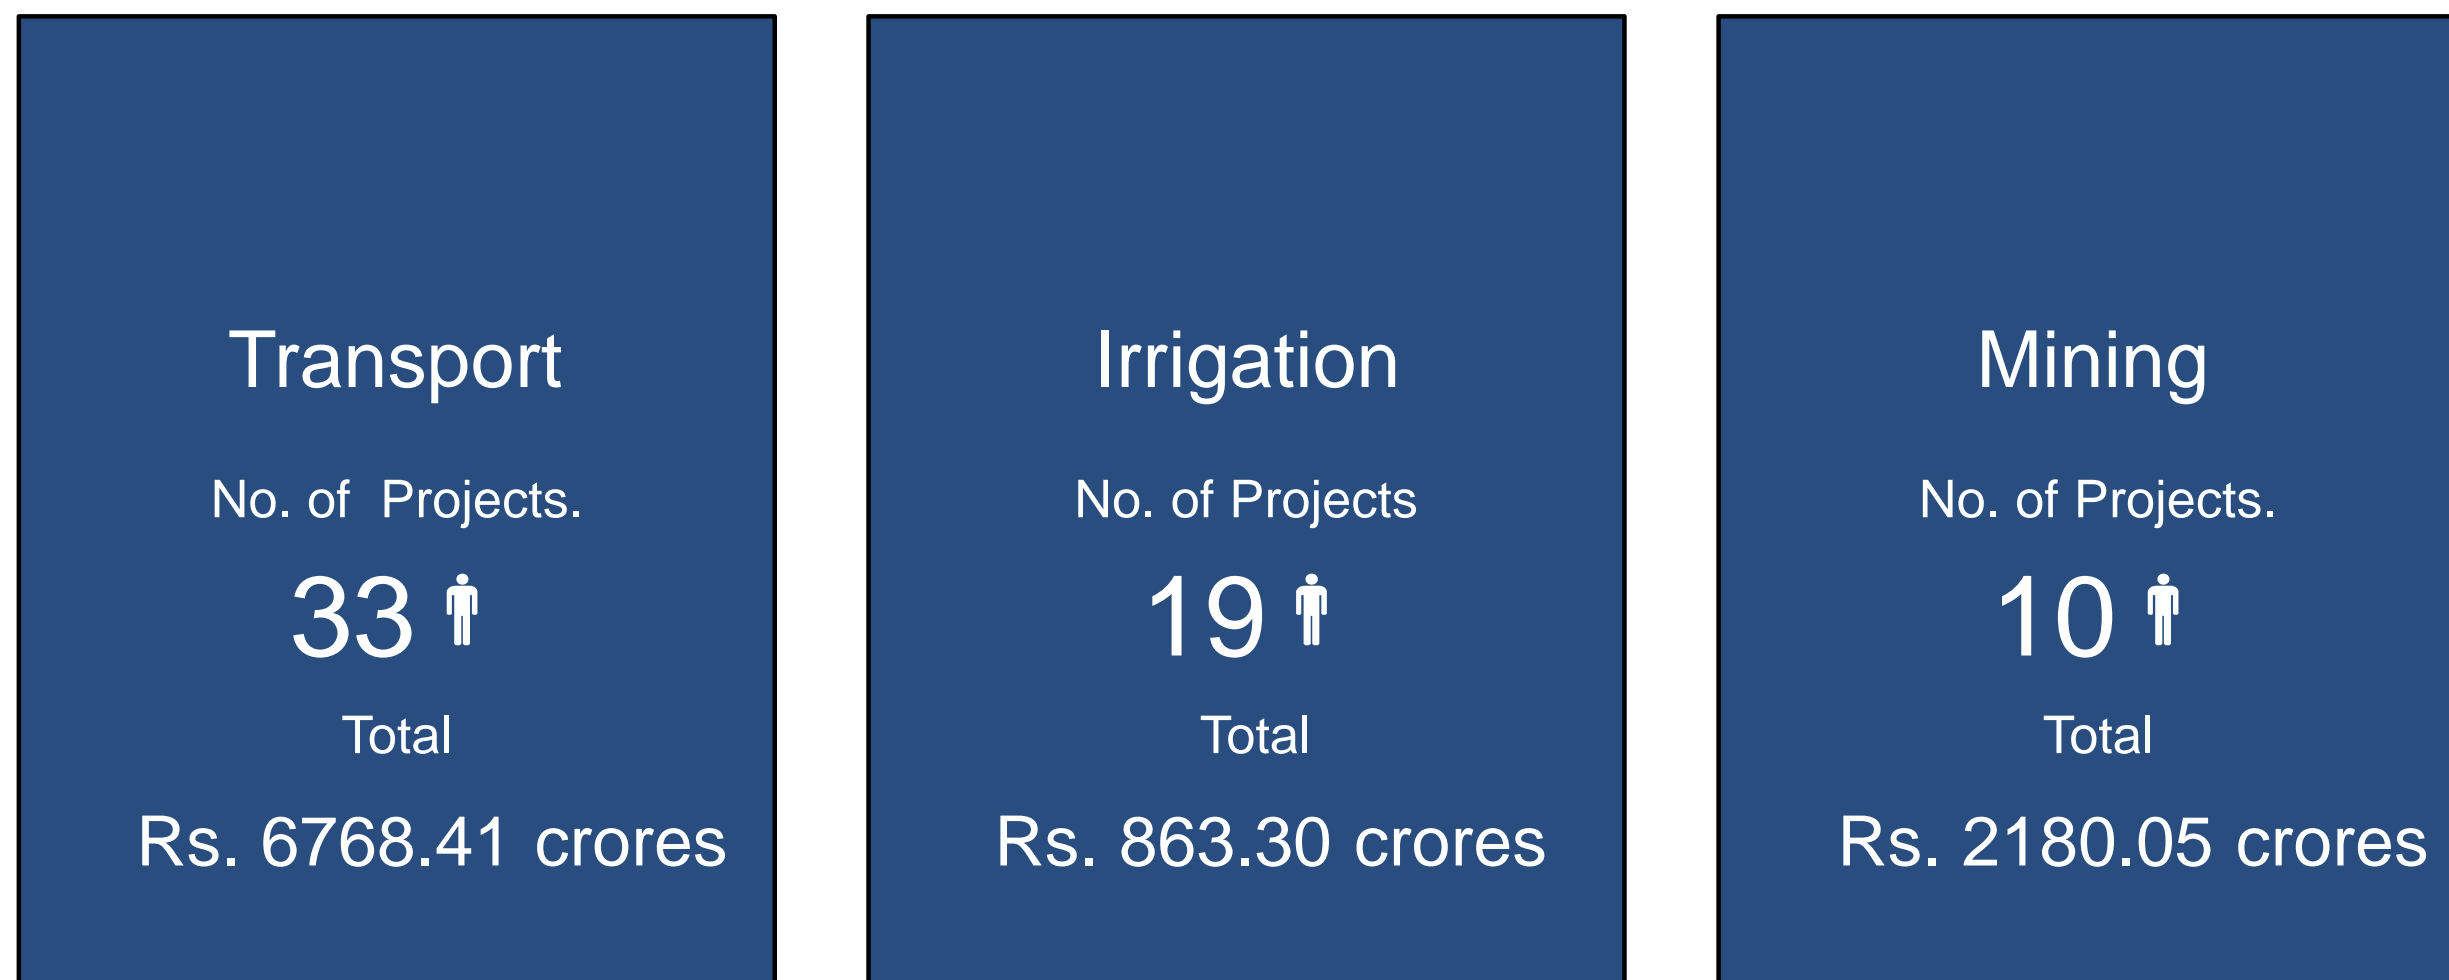 Transport
No. of  Projects.
33
Total
Rs. 6768.41 crores
Irrigation
No. of Projects
19
Total
Rs. 863.30 crores
Mining
No. of Projects.
10
Total
Rs. 2180.05 crores